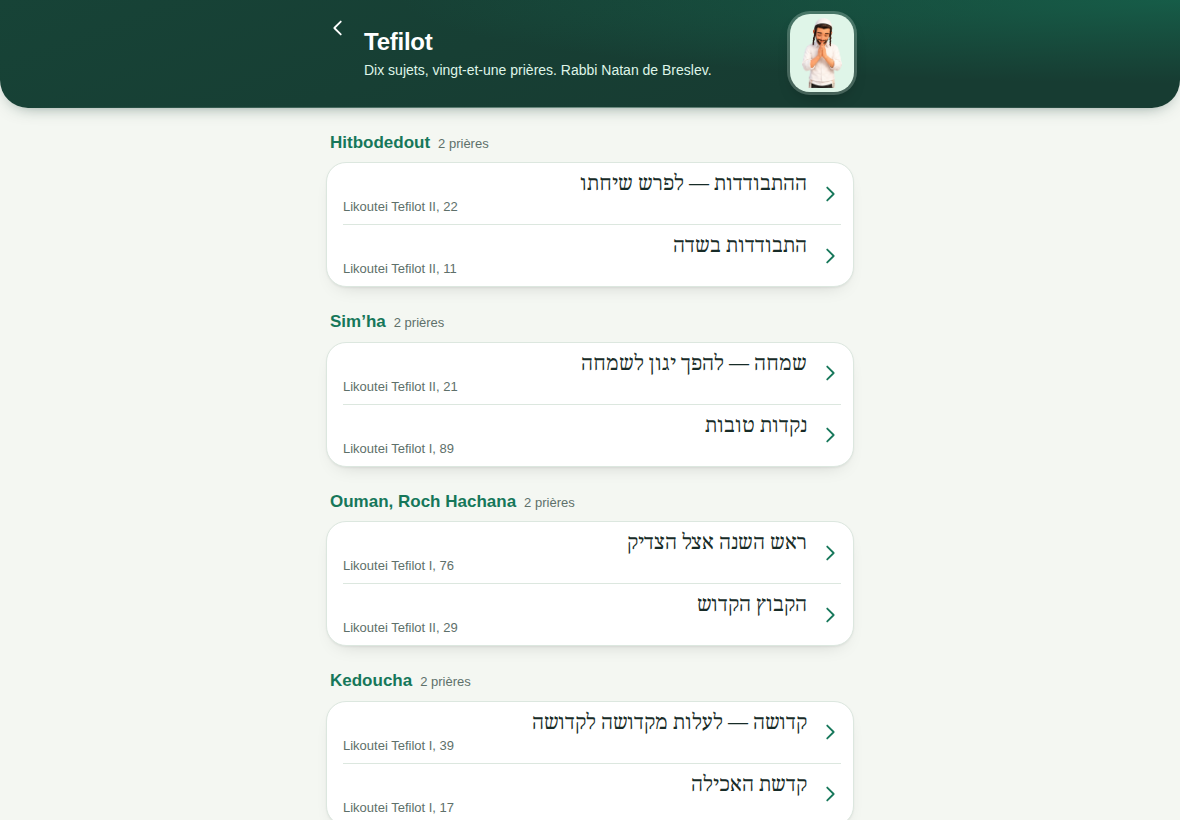 Tefilot
Dix sujets, vingt-et-une prières. Rabbi Natan de Breslev.
Hitbodedout 2 prières
ההתבודדות — לפרש שיחתו
Likoutei Tefilot II, 22
התבודדות בשדה
Likoutei Tefilot II, 11
Sim’ha 2 prières
שמחה — להפך יגון לשמחה
Likoutei Tefilot II, 21
נקדות טובות
Likoutei Tefilot I, 89
Ouman, Roch Hachana 2 prières
ראש השנה אצל הצדיק
Likoutei Tefilot I, 76
הקבוץ הקדוש
Likoutei Tefilot II, 29
Kedoucha 2 prières
קדושה — לעלות מקדושה לקדושה
Likoutei Tefilot I, 39
קדשת האכילה
Likoutei Tefilot I, 17